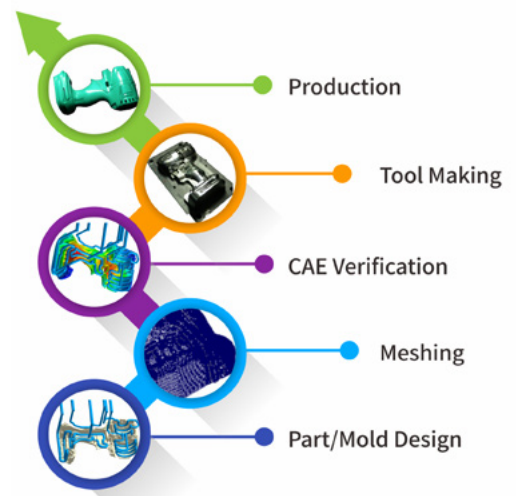 Production
Tool Making
CAE Verification
Meshing
Part/Mold Design